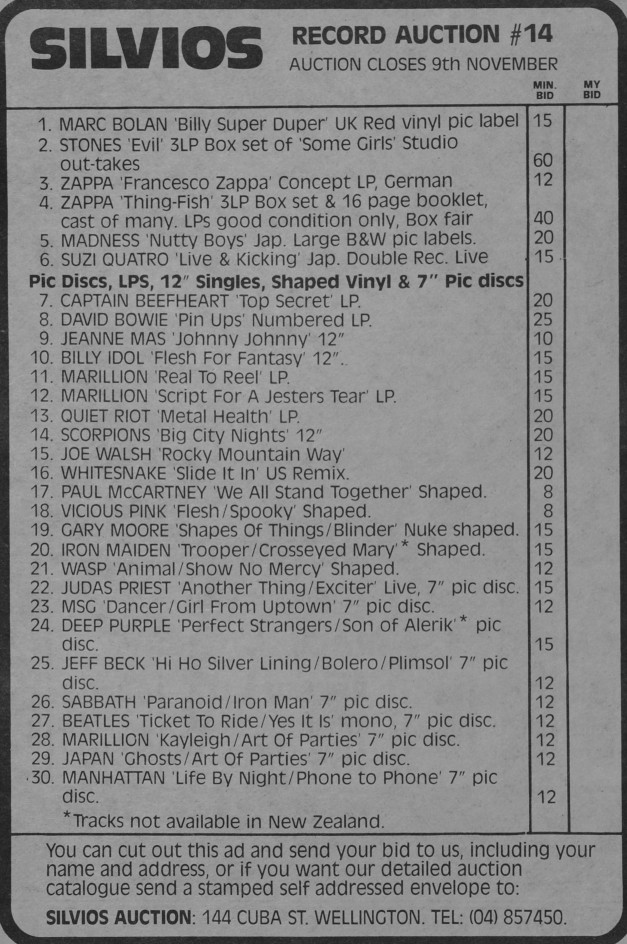 SILVIOS RECORD AUCTION #14
AUCTION CLOSES 9th NOVEMBER
MIN. BID MY BID
1. MARC BOLAN 'Billy Super Duper' UK Red vinyl pic label 15
2. STONES 'Evil' 3LP Box set of 'Some Girls' Studio
out-takes 60
3. ZAPPA 'Francesco Zappa' Concept LP, German 12
4. ZAPPA 'Thing-Fish' 3LP Box set & 16 page booklet,
cast of many. LPs good condition only, Box fair 40
5. MADNESS 'Nutty Boys' Jap. Large B&W pic labels. 20
6. SUZI QUATRO 'Live & Kicking' Jap. Double Rec. Live 15
Pic Discs, LPS, 12" Singles, Shaped Vinyl & 7" Pic discs
7. CAPTAIN BEEFHEART 'Top Secret' LP. 20
8. DAVID BOWIE 'Pin Ups' Numbered LP. 25
9. JEANNE MAS 'Johnny Johnny' 12" 10
10. BILLY IDOL 'Flesh For Fantasy' 12". 15
11. MARILLION 'Real To Reel' LP. 15
12. MARILLION 'Script For A Jesters Tear' LP. 15
13. QUIET RIOT 'Metal Health' LP. 20
14. SCORPIONS 'Big City Nights' 12" 20
15. JOE WALSH 'Rocky Mountain Way' 12
16. WHITESNAKE 'Slide It In' US Remix. 20
17. PAUL McCARTNEY 'We All Stand Together' Shaped. 8
18. VICIOUS PINK 'Flesh/Spooky' Shaped. 8
19. GARY MOORE 'Shapes Of Things/Blinder' Nuke shaped. 15
20. IRON MAIDEN 'Trooper/Crosseyed Mary'* Shaped. 15
21. WASP 'Animal/Show No Mercy' Shaped. 12
22. JUDAS PRIEST 'Another Thing/Exciter' Live, 7" pic disc. 15
23. MSG 'Dancer/Girl From Uptown' 7" pic disc. 12
24. DEEP PURPLE 'Perfect Strangers/Son of Alerik'* pic
disc. 15
25. JEFF BECK 'Hi Ho Silver Lining/Bolero/Plimsol' 7" pic
disc. 12
26. SABBATH 'Paranoid/Iron Man' 7" pic disc. 12
27. BEATLES 'Ticket To Ride/Yes It Is' mono, 7" pic disc. 12
28. MARILLION 'Kayleigh/Art Of Parties' 7" pic disc. 12
29. JAPAN 'Ghosts/Art Of Parties' 7" pic disc. 12
30. MANHATTAN 'Life By Night/Phone to Phone' 7" pic
disc. 12
*Tracks not available in New Zealand.
You can cut out this ad and send your bid to us, including your
name and address, or if you want our detailed auction
catalogue send a stamped self addressed envelope to:
SILVIOS AUCTION: 144 CUBA ST. WELLINGTON. TEL: (04) 857450.